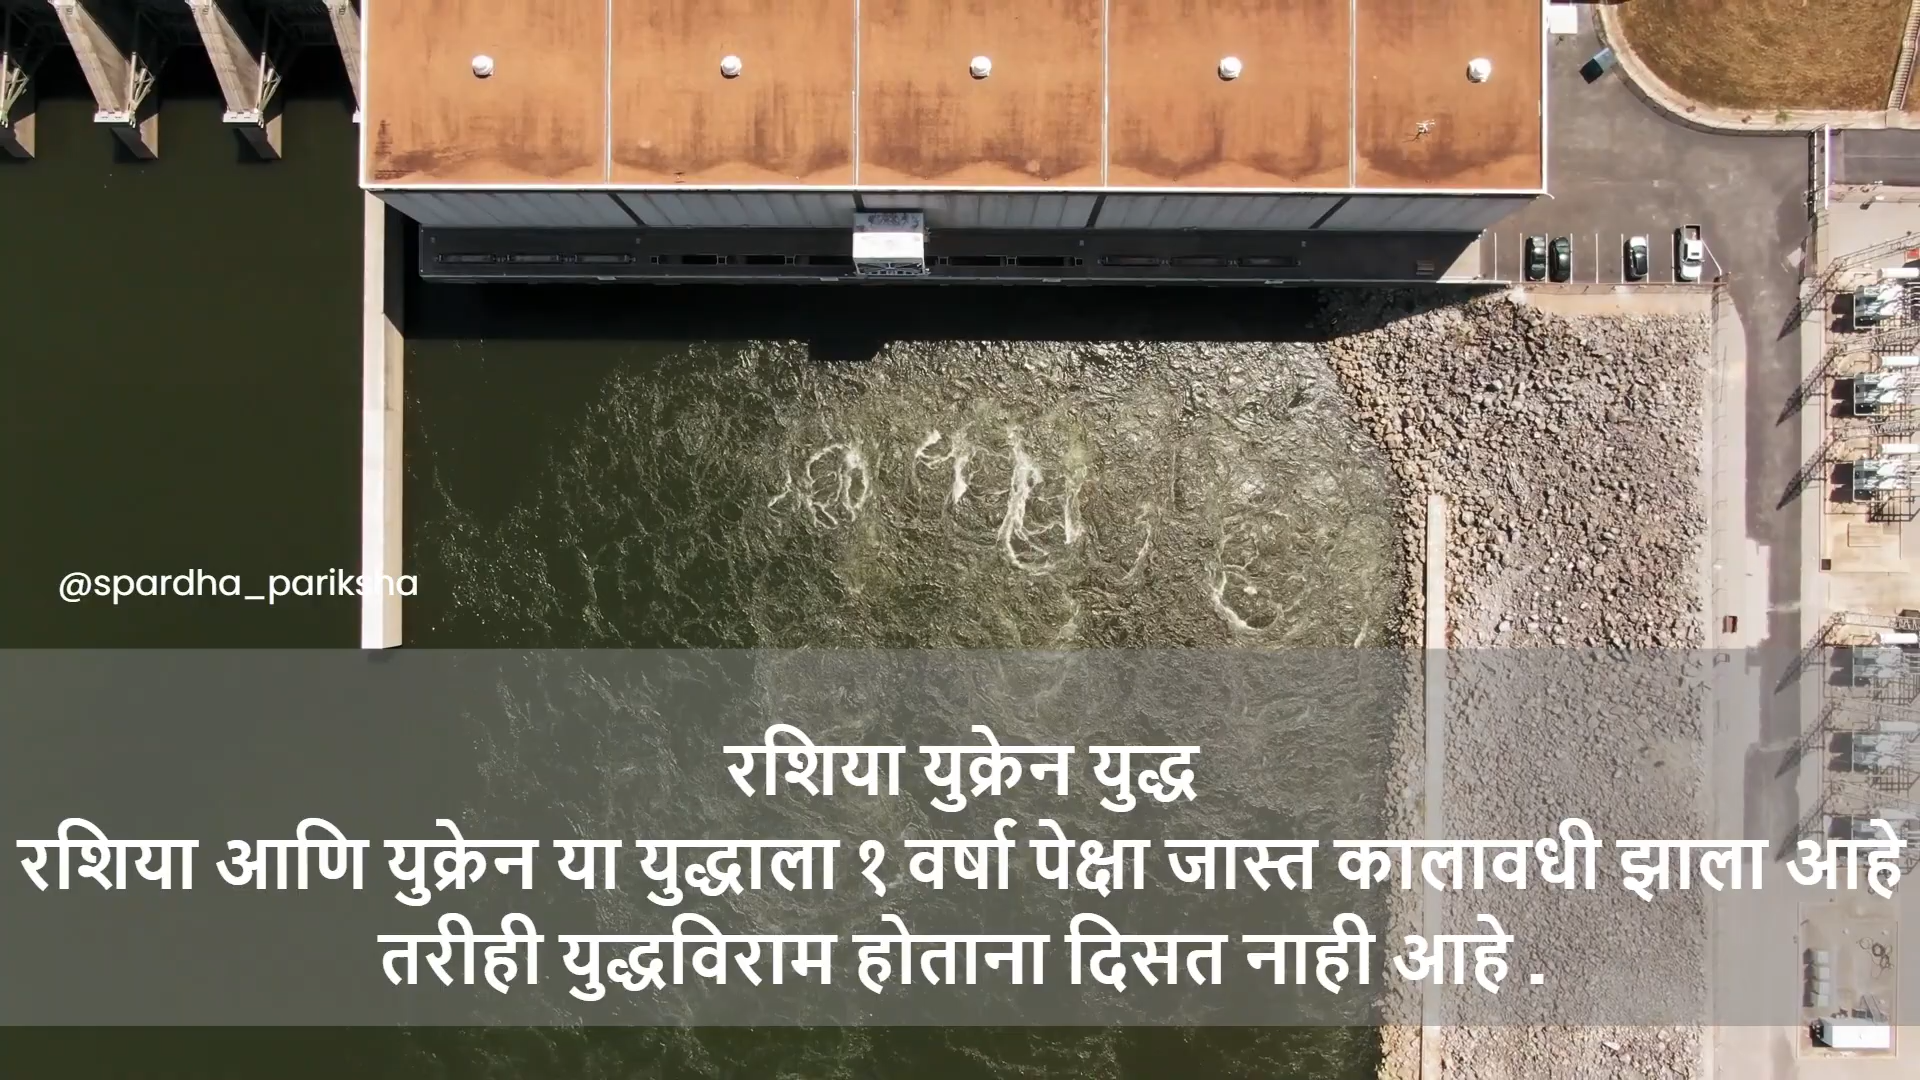 @spardha_pariksha
रशिया युक्रेन युद्ध
रशिया आणि युक्रेन या युद्धाला १ वर्षा पेक्षा जास्त कालावधी झाला आहे
तरीही युद्धविराम होताना दिसत नाही आहे .